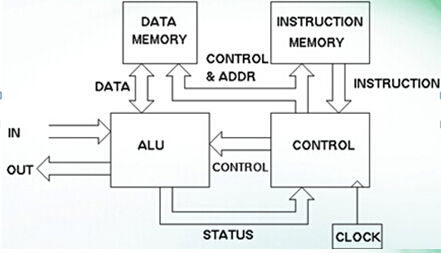 DATA
MEMORY
INSTRUCTION
MEMORY
CONTROL
& ADDR
DATA
INSTRUCTION
IN
ALU
CONTROL
OUT
CONTROL
STATUS
CLOCK